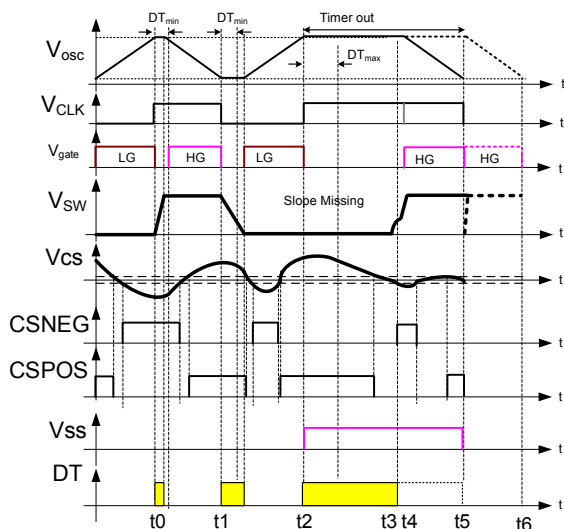 DTmin DTmin Timer out
Vosc DTmax t
VCLK t
Vgate LG HG LG HG HG t
VSW Slope Missing t
Vcs t
CSNEG t
CSPOS t
Vss t
DT t
t0 t1 t2 t3 t4 t5 t6